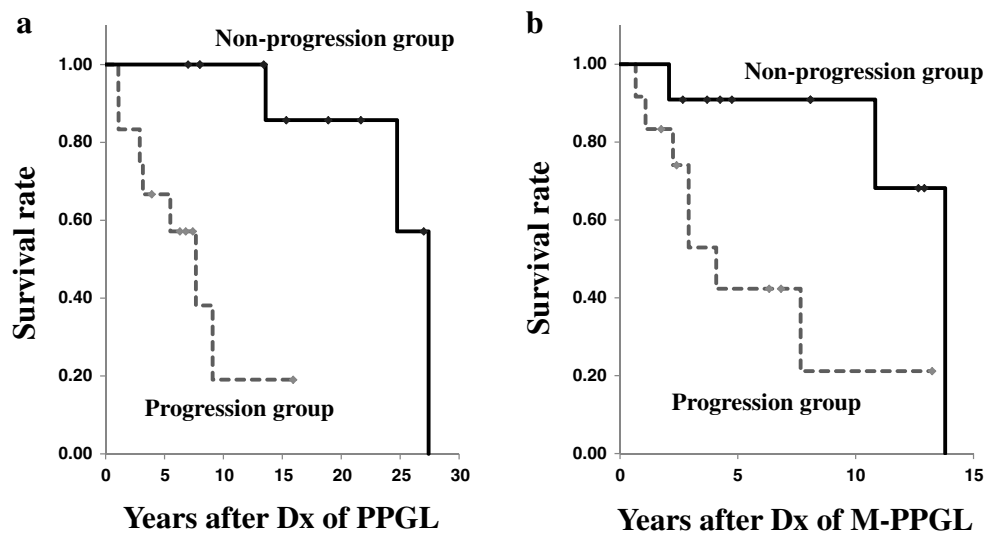 a
Non-progression group
1.00
0.80
0.60
0.40
0.20
0.00
Survival rate
Progression group
0 5 10 15 20 25 30
Years after Dx of PPGL
b
Non-progression group
1.00
0.80
0.60
0.40
0.20
0.00
Survival rate
Progression group
0 5 10 15
Years after Dx of M-PPGL